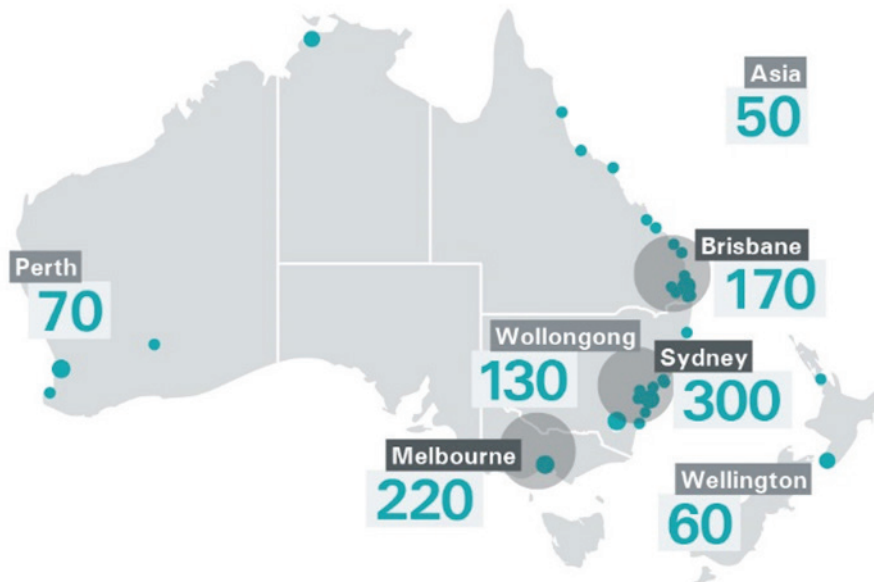 Asia
50
Brisbane
170
Perth
70
Wollongong
130
Sydney
300
Melbourne
220
Wellington
60